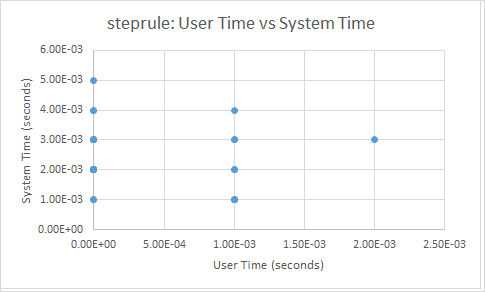 steprule: User Time vs System Time
6.00E-03
5.00E-03
4.00E-03
3.00E-03
2.00E-03
1.00E-03
0.00E+00
System Time (seconds)
0.00E+00 5.00E-04 1.00E-03 1.50E-03 2.00E-03 2.50E-03
User Time (seconds)